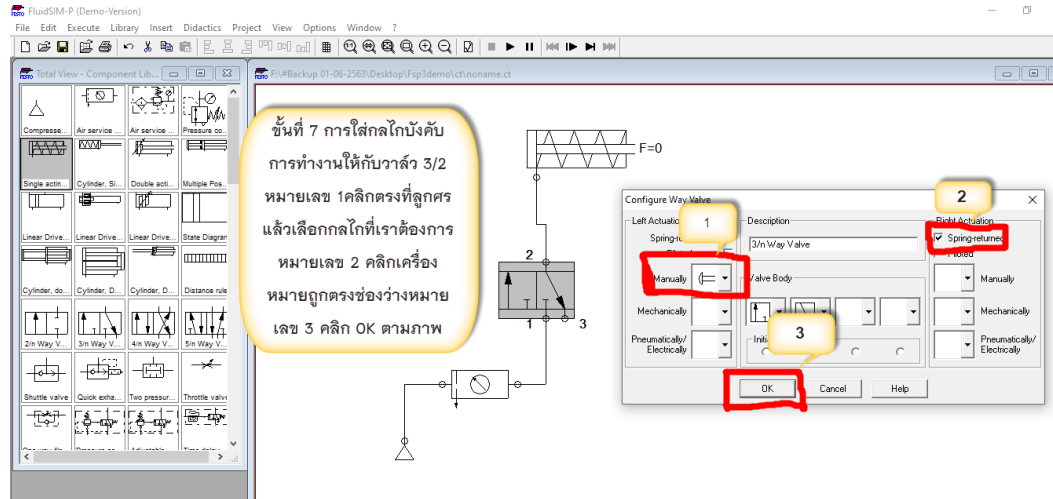 FluidSIM-P (Demo-Version)
File Edit Execute Library Insert Didactics Project View Options Window ?
Total View - Component Lib...
F:\#Backup 01-06-2563\Desktop\Fsp3demo\ct\noname.ct
Compresse... Air service ... Air service ... Pressure co...
Single actin... Cylinder, Si... Double acti... Multiple Pos...
Linear Drive... Linear Drive... Linear Drive... State Diagran
Cylinder, do... Cylinder, D... Cylinder, D... Distance rule
2/n Way V... 3/n Way V... 4/n Way V... 5/n Way V...
Shuttle valve Quick exha... Two pressur... Throttle valve
ขั้นที่ 7 การใส่กลไกบังคับ
การทำงานให้กับวาล์ว 3/2
หมายเลข 1คลิกตรงที่ลูกศร
แล้วเลือกกลไกที่เราต้องการ
หมายเลข 2 คลิกเครื่อง
หมายถูกตรงช่องว่างหมาย
เลข 3 คลิก OK ตามภาพ
F=0
2
1 3
Configure Way Valve
1
2
Description
Right Actuation
Spring-returned
3/n Way Valve
Manually
Valve Body
Manually
Mechanically
Mechanically
3
Pneumatically/
Electrically
Pneumatically/
Electrically
OK Cancel Help